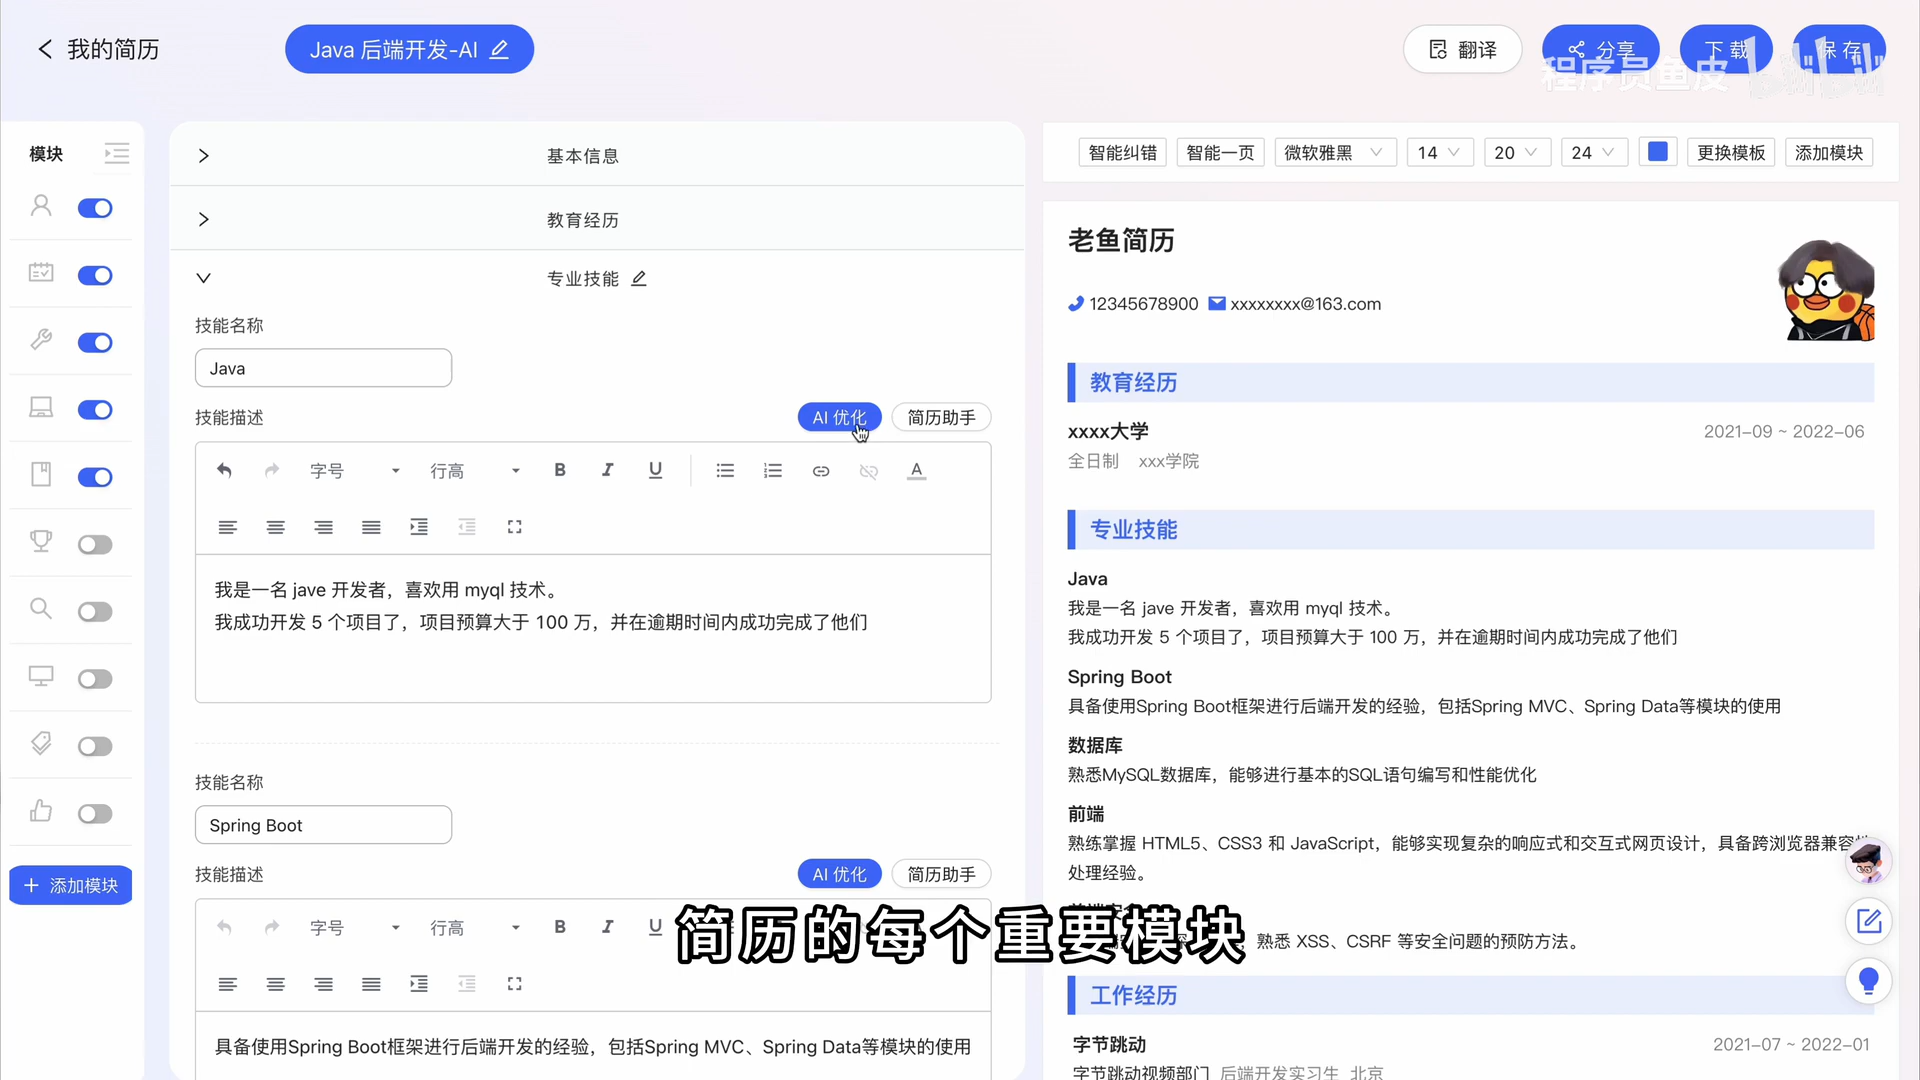 我的简历
Java 后端开发-AI
翻译
分享
下载
保存
程序员鱼皮
bilibili
模块
添加模块
基本信息
教育经历
专业技能
技能名称
Java
技能描述
AI 优化
简历助手
字号
行高
B
I
U
A
我是一名 jave 开发者，喜欢用 myql 技术。
我成功开发 5 个项目了，项目预算大于 100 万，并在逾期时间内成功完成了他们
技能名称
Spring Boot
技能描述
AI 优化
简历助手
字号
行高
B
I
U
具备使用Spring Boot框架进行后端开发的经验，包括Spring MVC、Spring Data等模块的使用
智能纠错
智能一页
微软雅黑
14
20
24
更换模板
添加模块
老鱼简历
12345678900
xxxxxxxx@163.com
教育经历
xxxx大学
2021-09 ~ 2022-06
全日制 xxx学院
专业技能
Java
我是一名 jave 开发者，喜欢用 myql 技术。
我成功开发 5 个项目了，项目预算大于 100 万，并在逾期时间内成功完成了他们
Spring Boot
具备使用Spring Boot框架进行后端开发的经验，包括Spring MVC、Spring Data等模块的使用
数据库
熟悉MySQL数据库，能够进行基本的SQL语句编写和性能优化
前端
熟练掌握 HTML5、CSS3 和 JavaScript，能够实现复杂的响应式和交互式网页设计，具备跨浏览器兼容
处理经验。
熟悉 XSS、CSRF 等安全问题的预防方法。
简历的每个重要模块
工作经历
字节跳动
2021-07 ~ 2022-01
字节跳动视频部门 后端开发实习生 北京